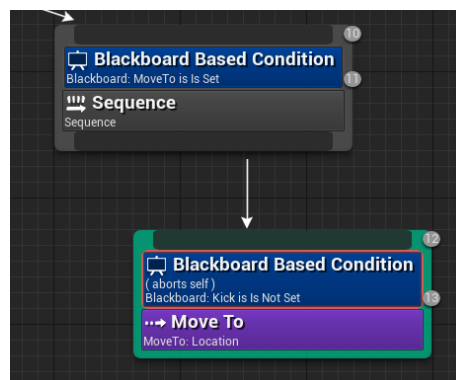 10
Blackboard Based Condition
Blackboard: MoveTo is Is Set
11
Sequence
Sequence
12
Blackboard Based Condition
( aborts self )
Blackboard: Kick is Is Not Set
13
Move To
MoveTo: Location